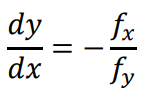 dy/dx = − f_x/f_y